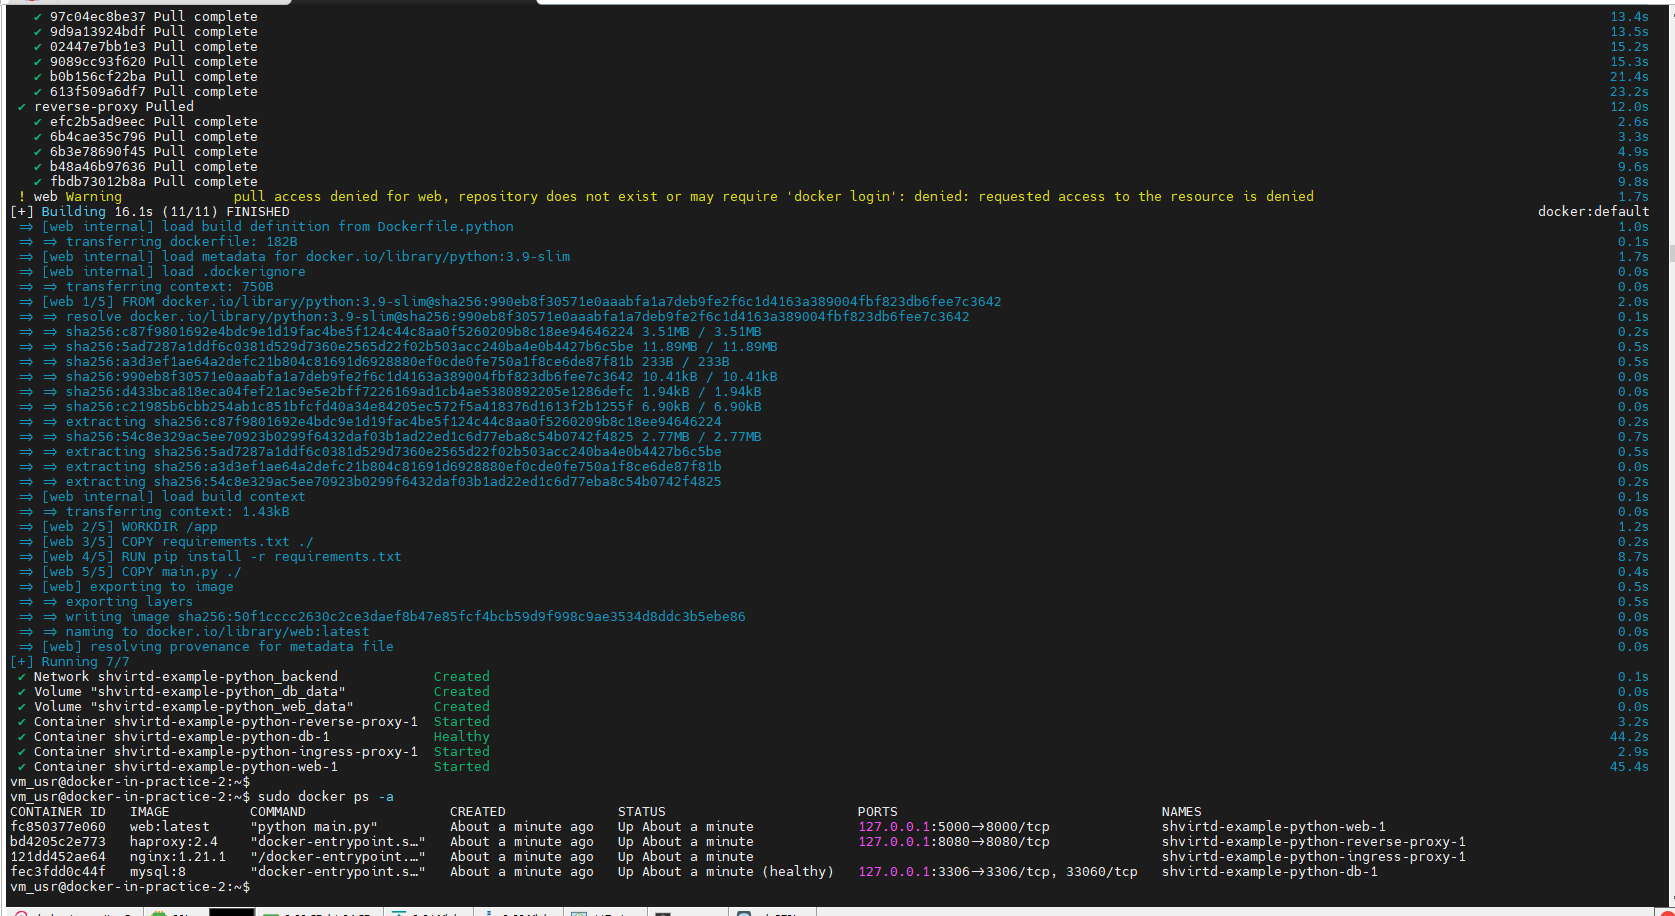 ✔ 97c04ec8be37 Pull complete 13.4s
✔ 9d9a13924bdf Pull complete 13.5s
✔ 02447e7bb1e3 Pull complete 15.2s
✔ 9089cc93f620 Pull complete 15.3s
✔ b0b156cf22ba Pull complete 21.4s
✔ 613f509a6df7 Pull complete 23.2s
✔ reverse-proxy Pulled 12.0s
✔ efc2b5ad9eec Pull complete 2.6s
✔ 6b4cae35c796 Pull complete 3.3s
✔ 6b3e78690f45 Pull complete 4.9s
✔ b48a46b97636 Pull complete 9.6s
✔ fbdb73012b8a Pull complete 9.8s
! web Warning pull access denied for web, repository does not exist or may require 'docker login': denied: requested access to the resource is denied 1.7s
[+] Building 16.1s (11/11) FINISHED docker:default
=> [web internal] load build definition from Dockerfile.python 1.0s
=> => transferring dockerfile: 182B 0.1s
=> [web internal] load metadata for docker.io/library/python:3.9-slim 1.7s
=> [web internal] load .dockerignore 0.0s
=> => transferring context: 750B 0.0s
=> [web 1/5] FROM docker.io/library/python:3.9-slim@sha256:990eb8f30571e0aaabfa1a7deb9fe2f6c1d4163a389004fbf823db6fee7c3642 2.0s
=> => resolve docker.io/library/python:3.9-slim@sha256:990eb8f30571e0aaabfa1a7deb9fe2f6c1d4163a389004fbf823db6fee7c3642 0.1s
=> => sha256:c87f9801692e4bdc9e1d19fac4be5f124c44c8aa0f5260209b8c18ee94646224 3.51MB / 3.51MB 0.2s
=> => sha256:5ad7287a1ddf6c0381d529d7360e2565d22f02b503acc240ba4e0b4427b6c5be 11.89MB / 11.89MB 0.5s
=> => sha256:a3d3ef1ae64a2defc21b804c81691d6928880ef0cde0fe750a1f8ce6de87f81b 233B / 233B 0.5s
=> => sha256:990eb8f30571e0aaabfa1a7deb9fe2f6c1d4163a389004fbf823db6fee7c3642 10.41kB / 10.41kB 0.0s
=> => sha256:d433bca818eca04fef21ac9e5e2bff7226169ad1cb4ae5380892205e1286defc 1.94kB / 1.94kB 0.0s
=> => sha256:c21985b6cbb254ab1c851bfcfd40a34e84205ec572f5a418376d1613f2b1255f 6.90kB / 6.90kB 0.0s
=> => extracting sha256:c87f9801692e4bdc9e1d19fac4be5f124c44c8aa0f5260209b8c18ee94646224 0.2s
=> => sha256:54c8e329ac5ee70923b0299f6432daf03b1ad22ed1c6d77eba8c54b0742f4825 2.77MB / 2.77MB 0.7s
=> => extracting sha256:5ad7287a1ddf6c0381d529d7360e2565d22f02b503acc240ba4e0b4427b6c5be 0.5s
=> => extracting sha256:a3d3ef1ae64a2defc21b804c81691d6928880ef0cde0fe750a1f8ce6de87f81b 0.0s
=> => extracting sha256:54c8e329ac5ee70923b0299f6432daf03b1ad22ed1c6d77eba8c54b0742f4825 0.2s
=> [web internal] load build context 0.1s
=> => transferring context: 1.43kB 0.0s
=> [web 2/5] WORKDIR /app 1.2s
=> [web 3/5] COPY requirements.txt ./ 0.2s
=> [web 4/5] RUN pip install -r requirements.txt 8.7s
=> [web 5/5] COPY main.py ./ 0.4s
=> [web] exporting to image 0.5s
=> => exporting layers 0.5s
=> => writing image sha256:50f1cccc2630c2ce3daef8b47e85fcf4bcb59d9f998c9ae3534d8ddc3b5ebe86 0.0s
=> => naming to docker.io/library/web:latest 0.0s
=> [web] resolving provenance for metadata file 0.0s
[+] Running 7/7
✔ Network shvirtd-example-python_backend Created 0.1s
✔ Volume "shvirtd-example-python_db_data" Created 0.0s
✔ Volume "shvirtd-example-python_web_data" Created 0.0s
✔ Container shvirtd-example-python-reverse-proxy-1 Started 3.2s
✔ Container shvirtd-example-python-db-1 Healthy 44.2s
✔ Container shvirtd-example-python-ingress-proxy-1 Started 2.9s
✔ Container shvirtd-example-python-web-1 Started 45.4s
vm_usr@docker-in-practice-2:~$
vm_usr@docker-in-practice-2:~$ sudo docker ps -a
CONTAINER ID IMAGE COMMAND CREATED STATUS PORTS NAMES
fc850377e060 web:latest "python main.py" About a minute ago Up About a minute 127.0.0.1:5000->8000/tcp shvirtd-example-python-web-1
bd4205c2e773 haproxy:2.4 "docker-entrypoint.s…" About a minute ago Up About a minute 127.0.0.1:8080->8080/tcp shvirtd-example-python-reverse-proxy-1
121dd452ae64 nginx:1.21.1 "/docker-entrypoint.…" About a minute ago Up About a minute shvirtd-example-python-ingress-proxy-1
fec3fdd0c44f mysql:8 "docker-entrypoint.s…" About a minute ago Up About a minute (healthy) 127.0.0.1:3306->3306/tcp, 33060/tcp shvirtd-example-python-db-1
vm_usr@docker-in-practice-2:~$